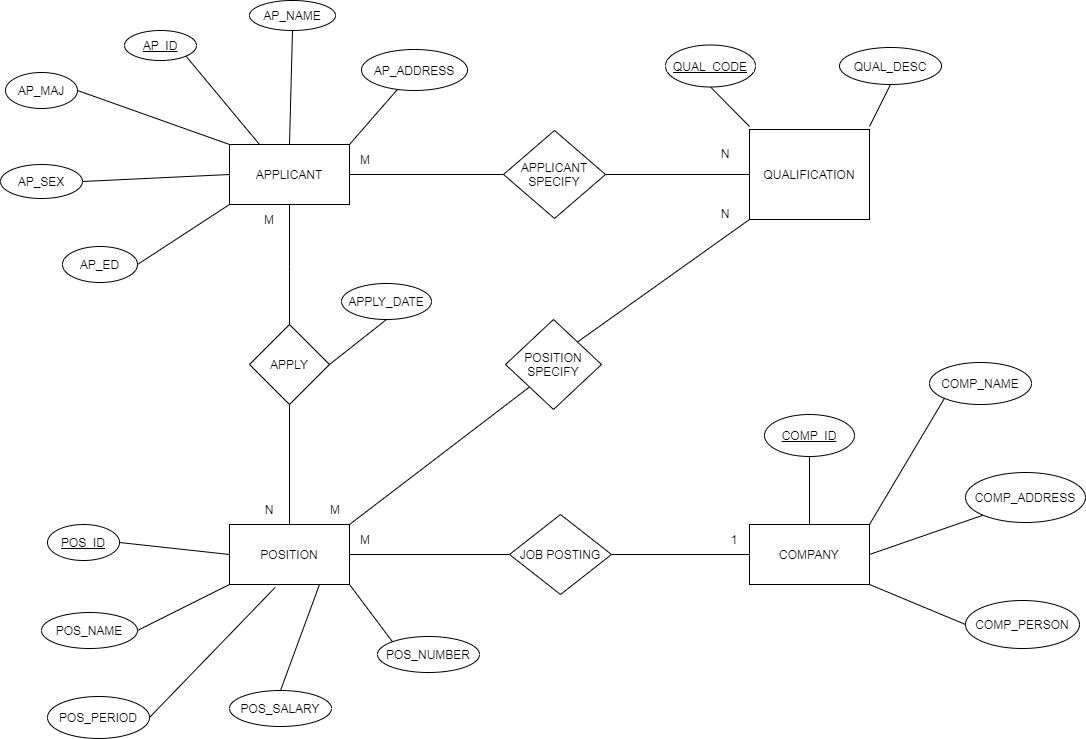 AP_NAME
AP_ID
AP_ADDRESS
QUAL_CODE
QUAL_DESC
AP_MAJ
M
N
APPLICANT
SPECIFY
APPLICANT
QUALIFICATION
AP_SEX
M
N
AP_ED
APPLY_DATE
APPLY
POSITION
SPECIFY
COMP_NAME
COMP_ID
COMP_ADDRESS
N
M
POS_ID
M
1
POSITION
JOB POSTING
COMPANY
POS_NAME
COMP_PERSON
POS_NUMBER
POS_SALARY
POS_PERIOD